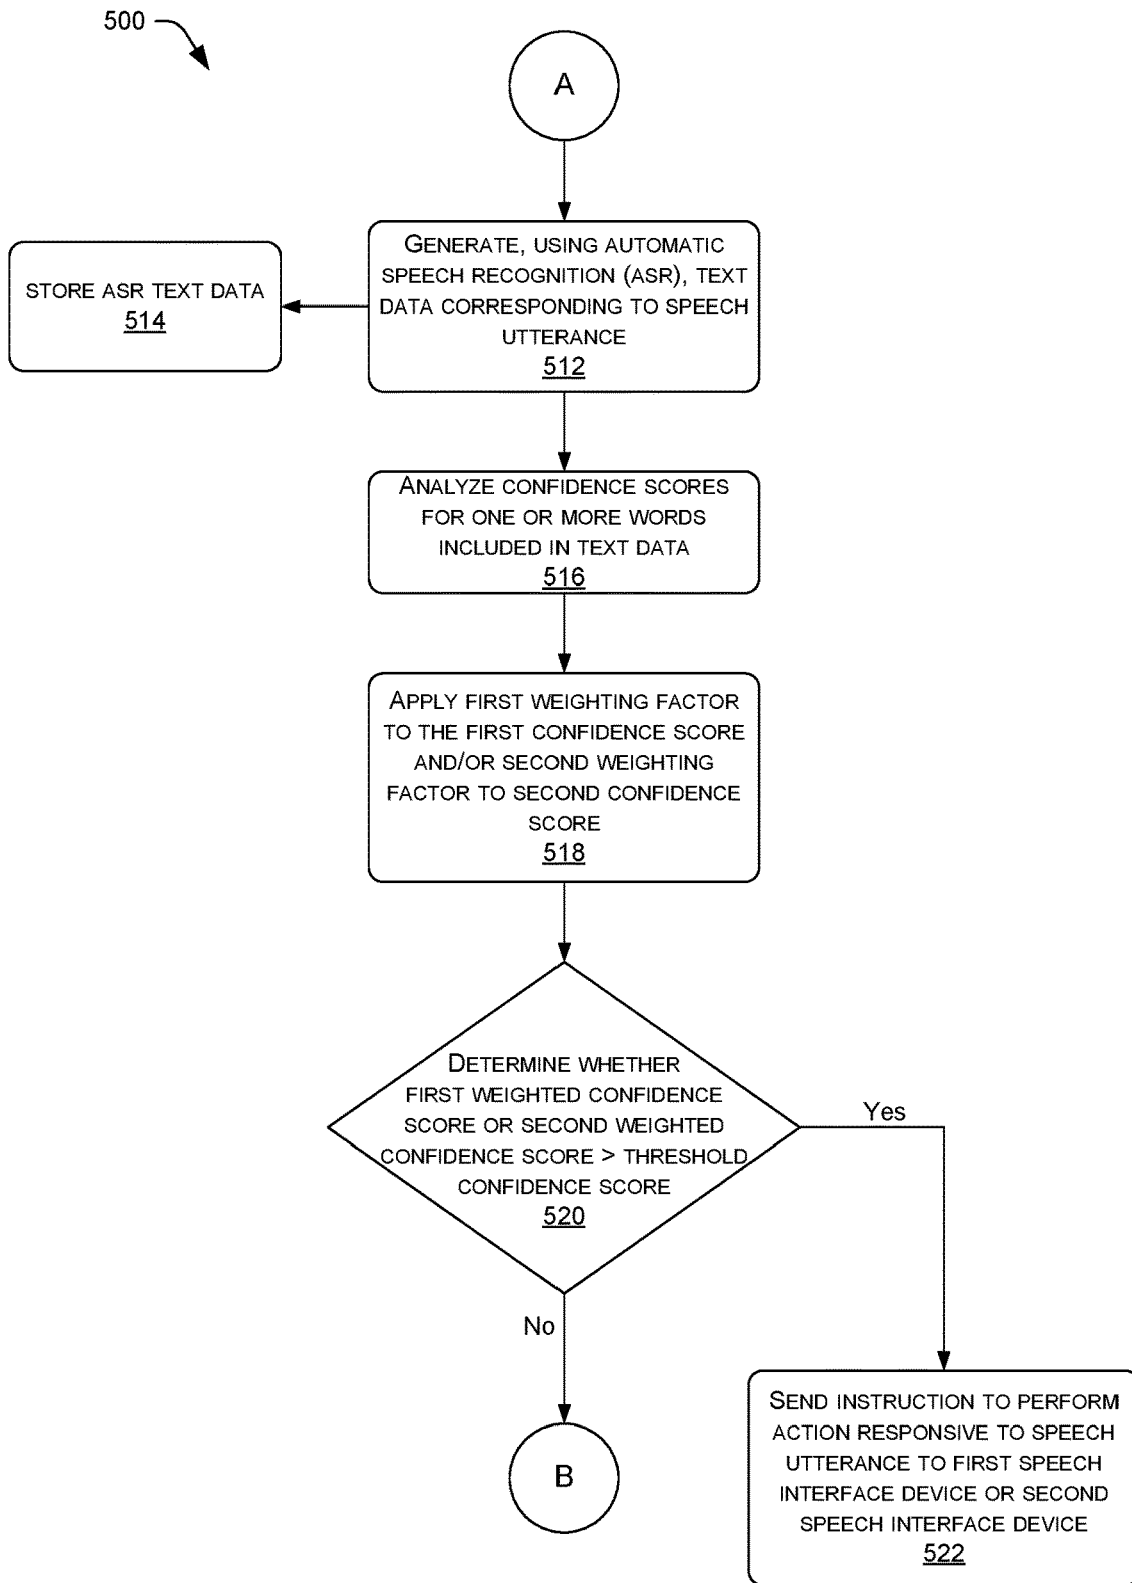 500
A
GENERATE, USING AUTOMATIC
SPEECH RECOGNITION (ASR), TEXT
DATA CORRESPONDING TO SPEECH
UTTERANCE
512
STORE ASR TEXT DATA
514
ANALYZE CONFIDENCE SCORES
FOR ONE OR MORE WORDS
INCLUDED IN TEXT DATA
516
APPLY FIRST WEIGHTING FACTOR
TO THE FIRST CONFIDENCE SCORE
AND/OR SECOND WEIGHTING
FACTOR TO SECOND CONFIDENCE
SCORE
518
DETERMINE WHETHER
FIRST WEIGHTED CONFIDENCE
SCORE OR SECOND WEIGHTED
CONFIDENCE SCORE > THRESHOLD
CONFIDENCE SCORE
520
Yes
No
B
SEND INSTRUCTION TO PERFORM
ACTION RESPONSIVE TO SPEECH
UTTERANCE TO FIRST SPEECH
INTERFACE DEVICE OR SECOND
SPEECH INTERFACE DEVICE
522